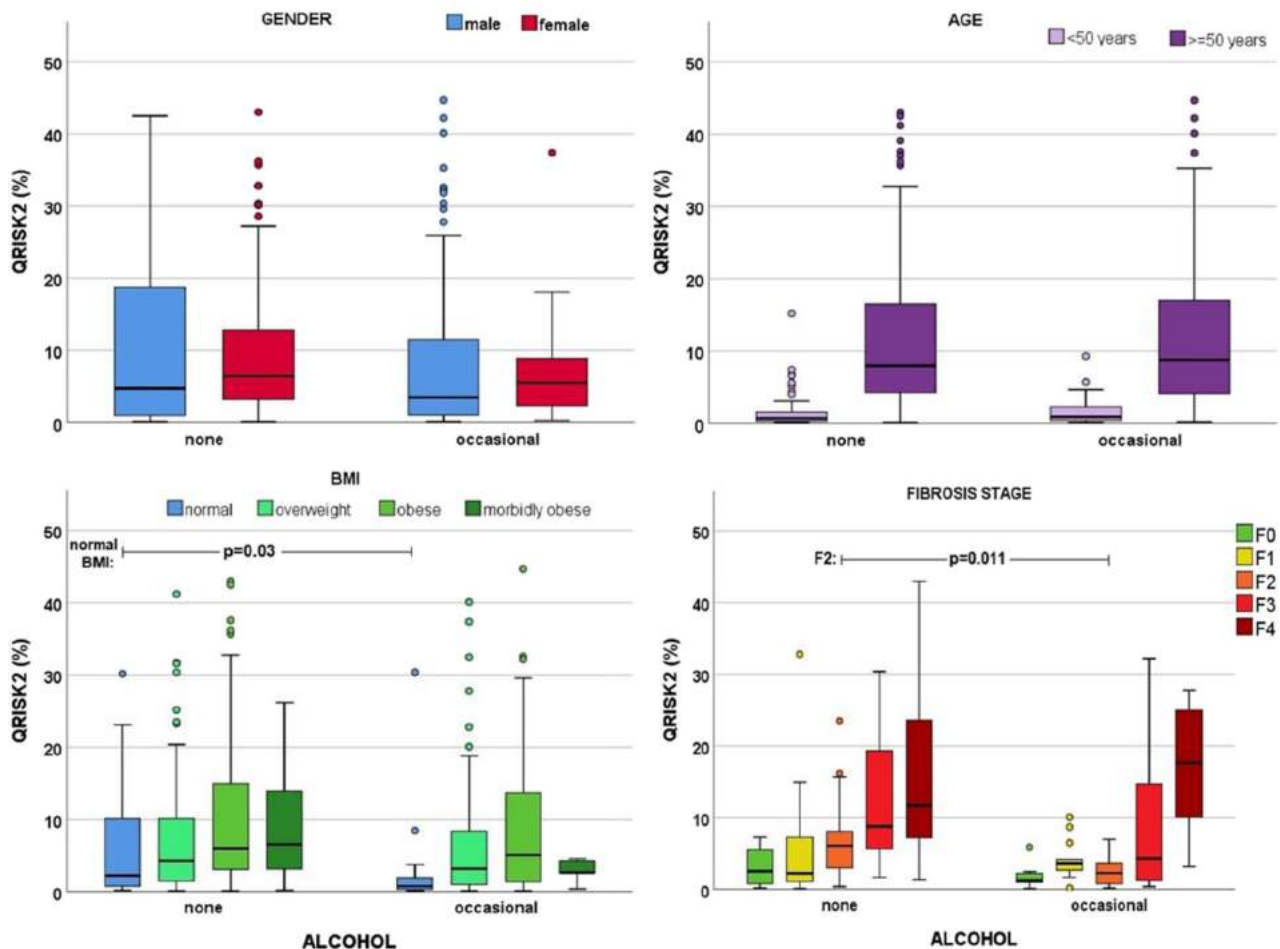 GENDER
male female
QRISK2 (%)
50
40
30
20
10
0
none occasional
AGE
<50 years >=50 years
QRISK2 (%)
50
40
30
20
10
0
none occasional
BMI
normal overweight obese morbidly obese
normal BMI:
p=0.03
QRISK2 (%)
50
40
30
20
10
0
none occasional
ALCOHOL
FIBROSIS STAGE
F0
F1
F2
F3
F4
F2: p=0.011
QRISK2 (%)
50
40
30
20
10
0
none occasional
ALCOHOL